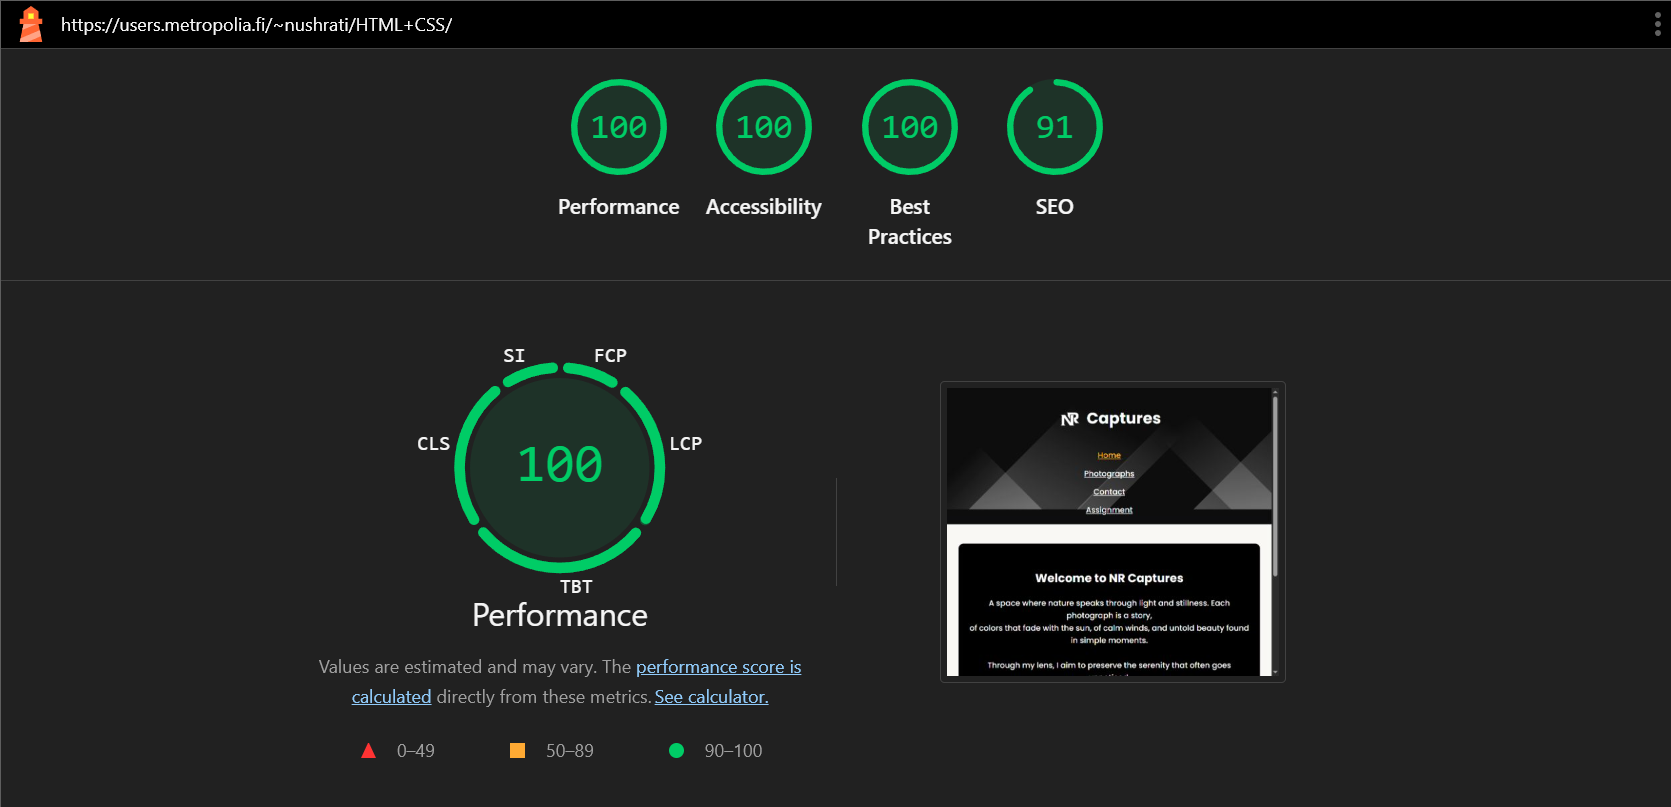 https://users.metropolia.fi/~nushrati/HTML+CSS/
100
100
100
91
Performance
Accessibility
Best
Practices
SEO
SI
FCP
CLS
LCP
100
TBT
Performance
Values are estimated and may vary. The performance score is
calculated directly from these metrics. See calculator.
0–49
50–89
90–100
NR Captures
Home
Photographs
Contact
Assignment
Welcome to NR Captures
A space where nature speaks through light and stillness. Each
photograph is a story,
of colors that fade with the sun, of calm winds, and untold beauty found
in simple moments.
Through my lens, I aim to preserve the serenity that often goes